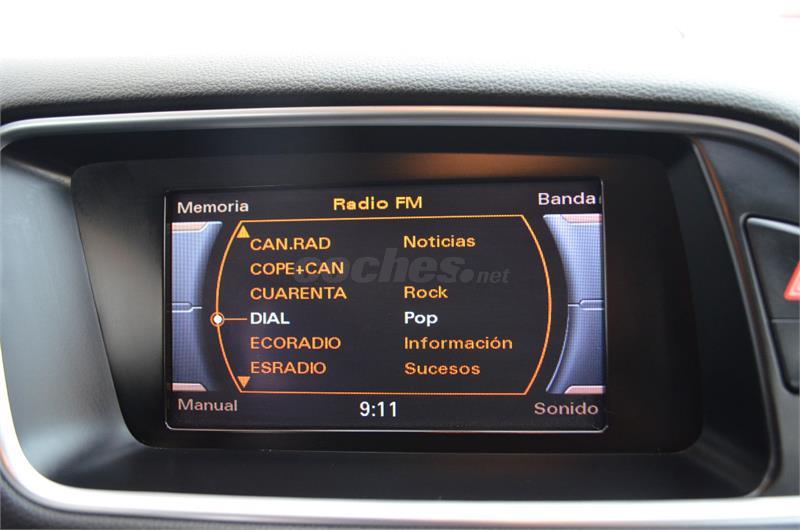 Memoria Radio FM Banda
CAN.RAD Noticias
COPE+CAN
coches.net
CUARENTA Rock
DIAL Pop
ECORADIO Información
ESRADIO Sucesos
Manual 9:11 Sonido